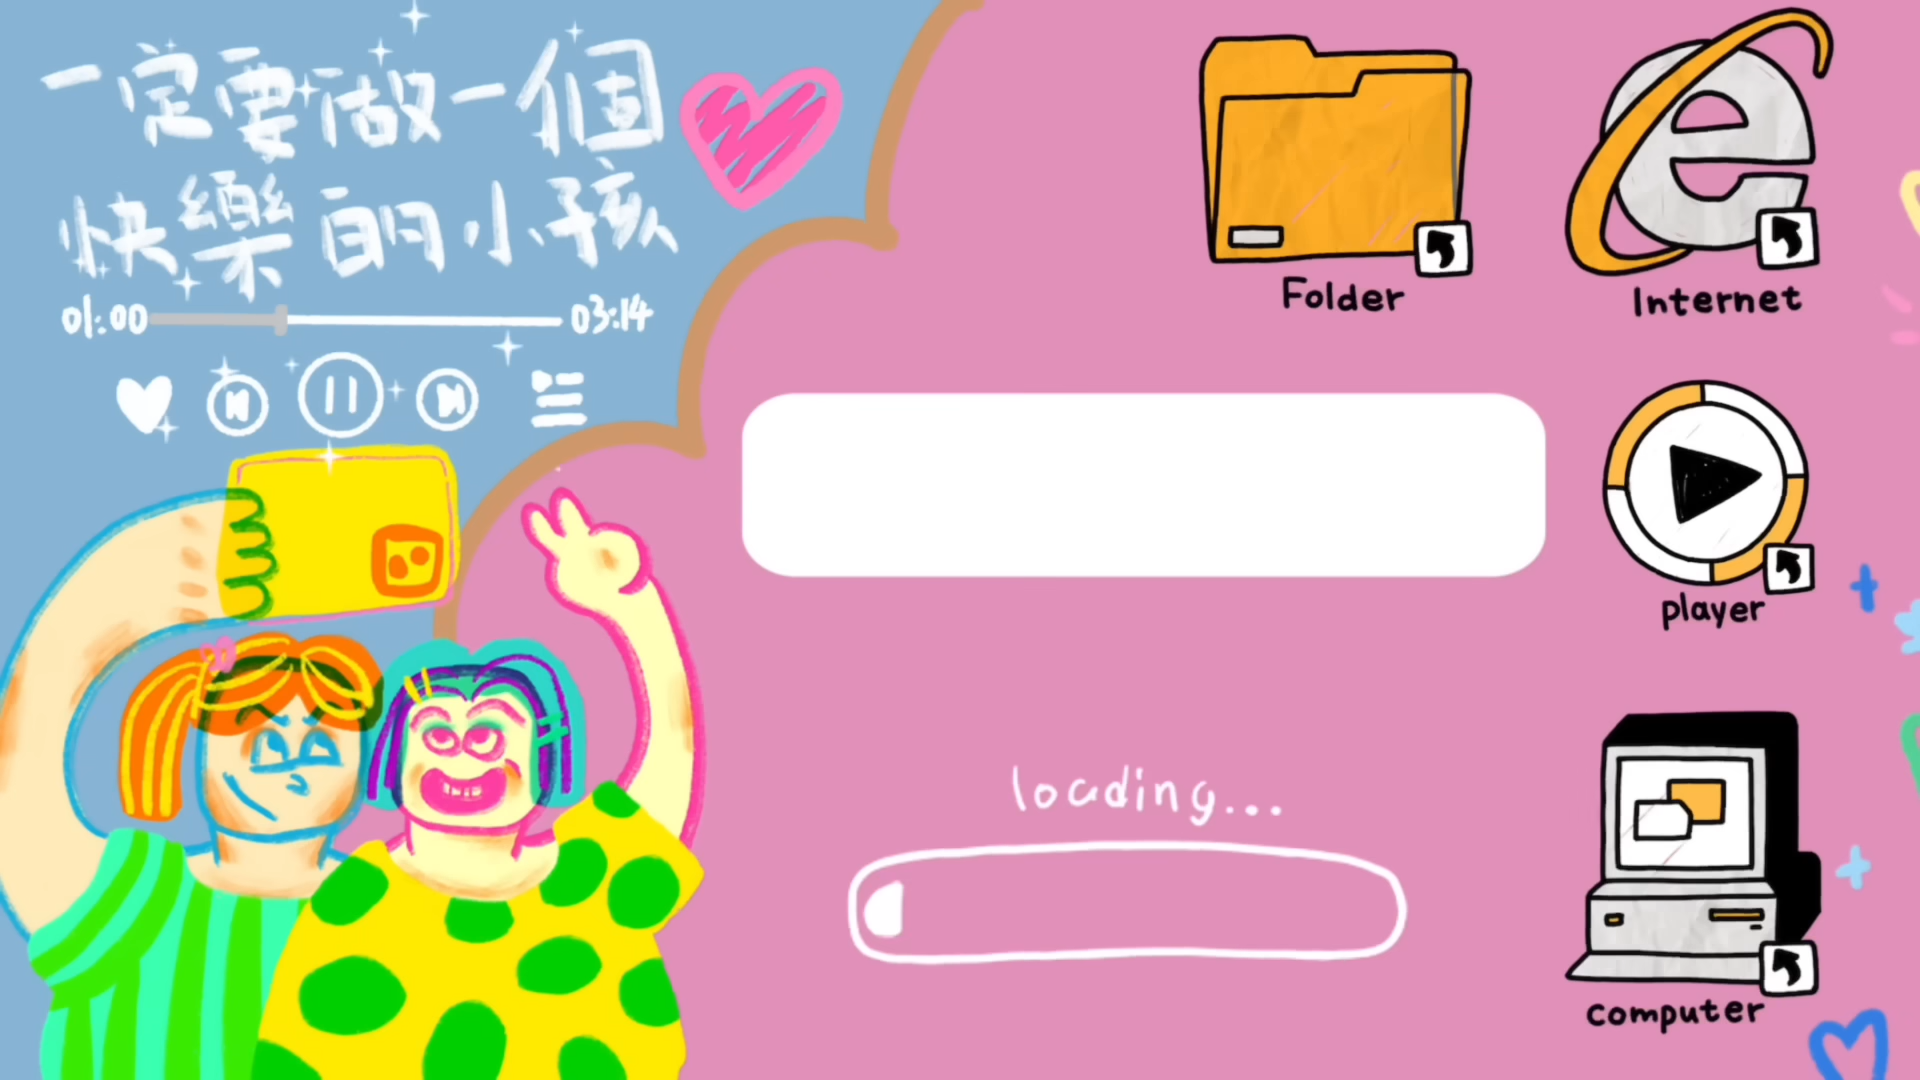 一定要做一個
快樂的小孩
01:00 03:14
Folder
Internet
player
loading...
computer